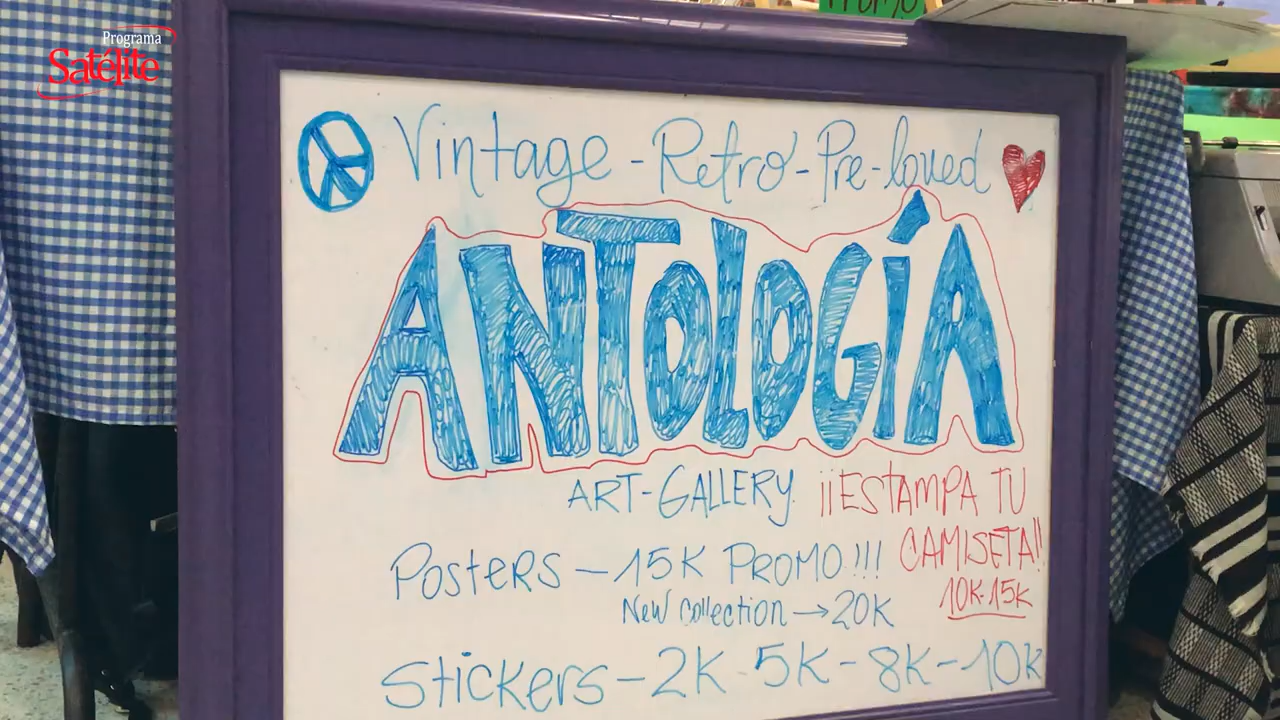 PROMO
Programa
Satélite
Vintage - Retro - Pre-loved
ANTOLOGÍA
ART-GALLERY
¡¡ESTAMPA TU
CAMISETA!!
10K-15K
POSTERS - 15K PROMO!!!
New Collection → 20K
Stickers - 2K - 5K - 8K - 10K